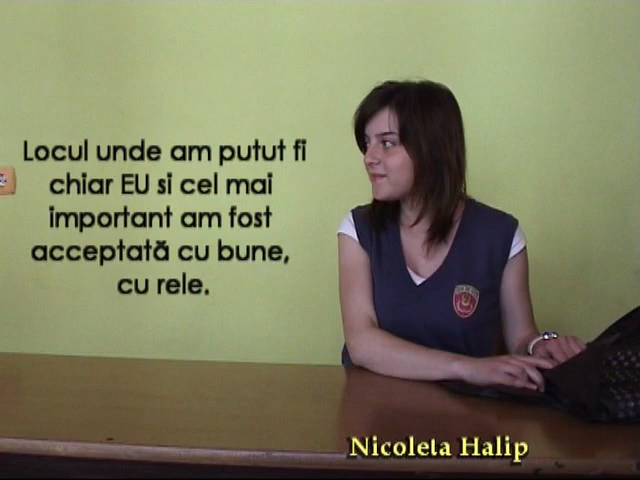 Locul unde am putut fi
chiar EU si cel mai
important am fost
acceptată cu bune,
cu rele.
Nicoleta Halip